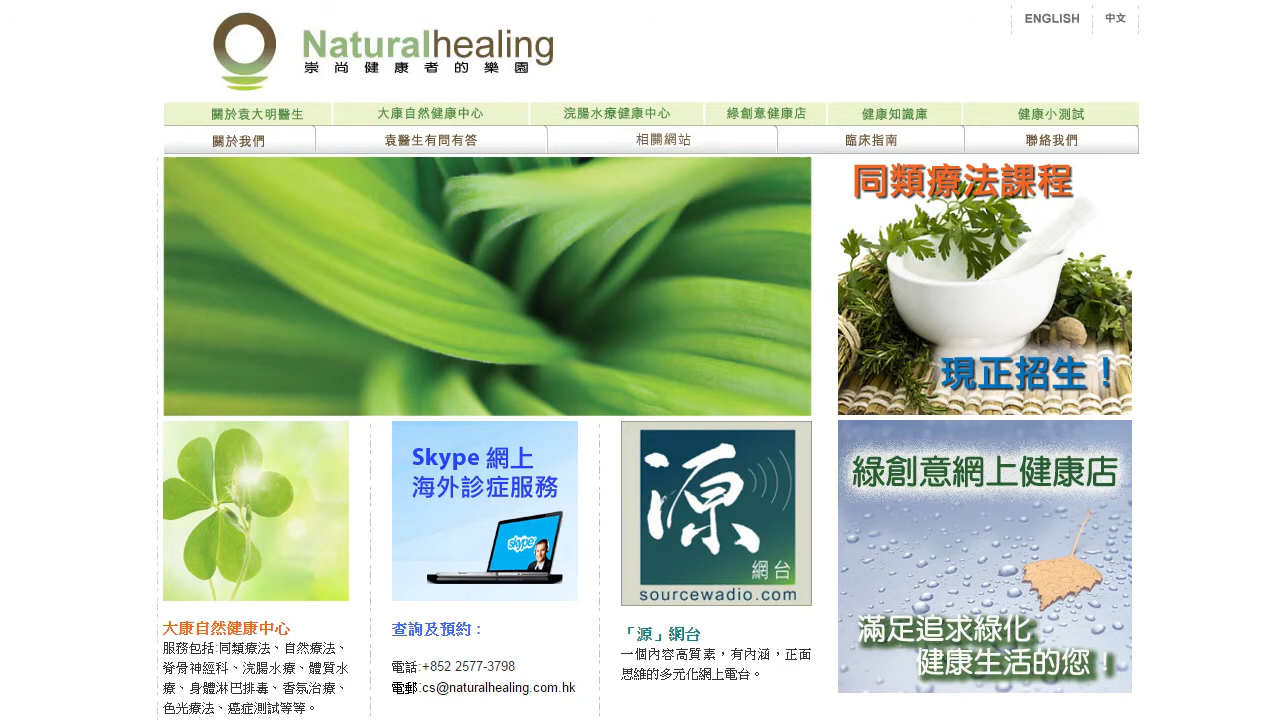 ENGLISH 中文
Naturalhealing
崇尚健康者的樂園
關於袁大明醫生 大康自然健康中心 浣腸水療健康中心 綠創意健康店 健康知識庫 健康小測試
關於我們 袁醫生有問有答 相關網站 臨床指南 聯絡我們
同類療法課程
現正招生！
Skype 網上
海外診症服務
skype
源
網台
sourcewadio.com
綠創意網上健康店
滿足追求綠化
健康生活的您！
大康自然健康中心
服務包括:同類療法、自然療法、
脊骨神經科、浣腸水療、體質水
療、身體淋巴排毒、香氛治療、
色光療法、癌症測試等等。
查詢及預約：
電話:+852 2577-3798
電郵:cs@naturalhealing.com.hk
「源」網台
一個內容高質素，有內涵，正面
思維的多元化網上電台。